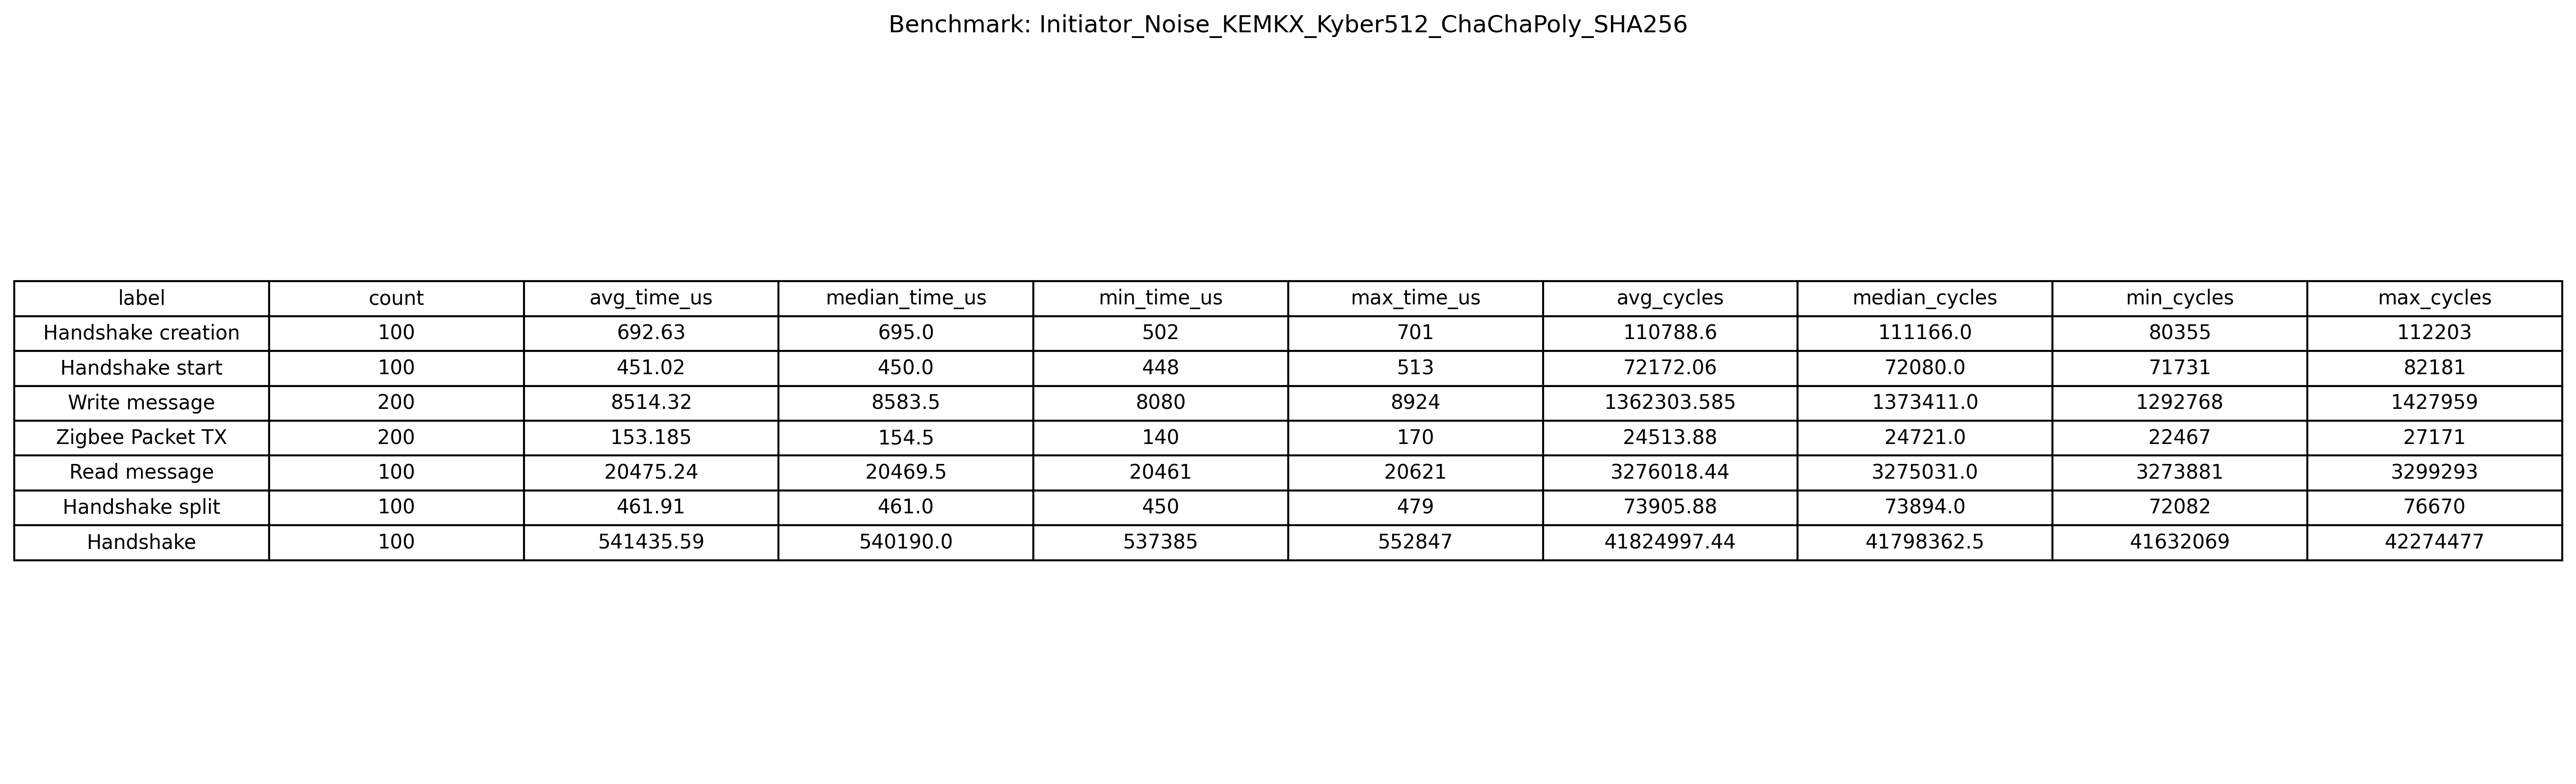 Benchmark: Initiator_Noise_KEMKX_Kyber512_ChaChaPoly_SHA256
label count avg_time_us median_time_us min_time_us max_time_us avg_cycles median_cycles min_cycles max_cycles
Handshake creation 100 692.63 695.0 502 701 110788.6 111166.0 80355 112203
Handshake start 100 451.02 450.0 448 513 72172.06 72080.0 71731 82181
Write message 200 8514.32 8583.5 8080 8924 1362303.585 1373411.0 1292768 1427959
Zigbee Packet TX 200 153.185 154.5 140 170 24513.88 24721.0 22467 27171
Read message 100 20475.24 20469.5 20461 20621 3276018.44 3275031.0 3273881 3299293
Handshake split 100 461.91 461.0 450 479 73905.88 73894.0 72082 76670
Handshake 100 541435.59 540190.0 537385 552847 41824997.44 41798362.5 41632069 42274477